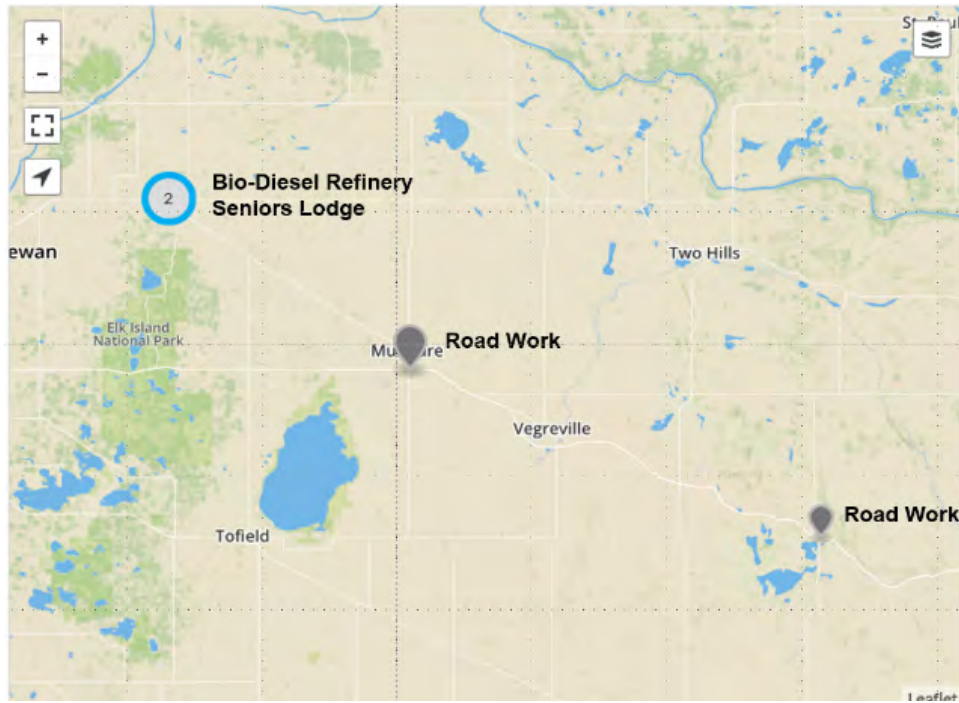 +
−
2
Bio-Diesel Refinery
Seniors Lodge
ewan
Two Hills
Elk Island
National Park
Road Work
Vegreville
Road Work
Tofield
Leaflet